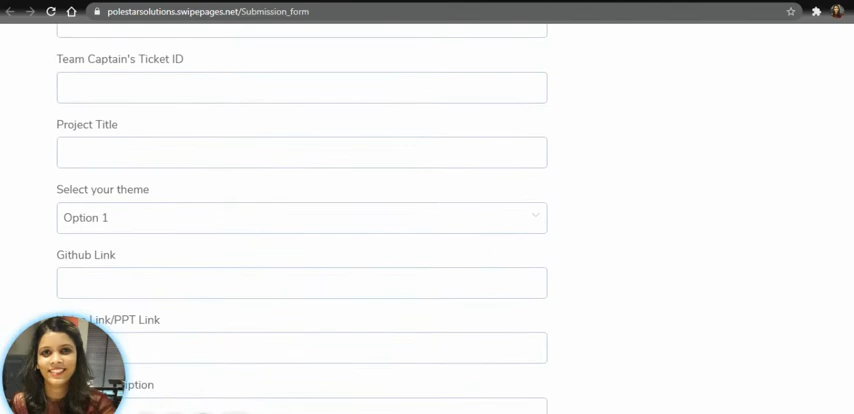 polestarsolutions.swipepages.net/Submission_form
Team Captain's Ticket ID
Project Title
Select your theme
Option 1
Github Link
Link/PPT Link